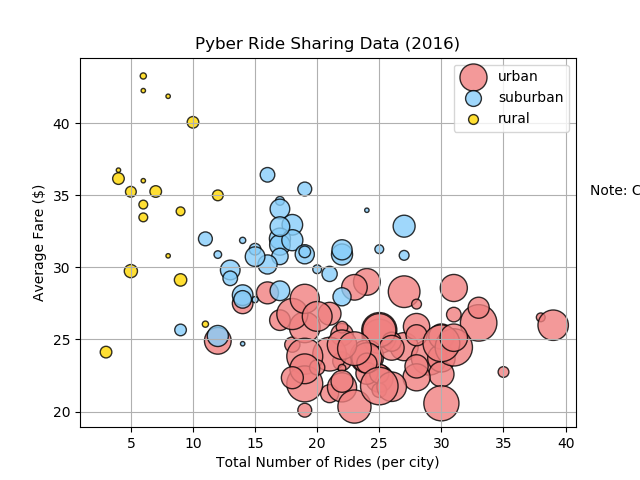 Pyber Ride Sharing Data (2016)
urban
suburban
rural
Note: C
Average Fare ($)
40
35
30
25
20
5 10 15 20 25 30 35 40
Total Number of Rides (per city)